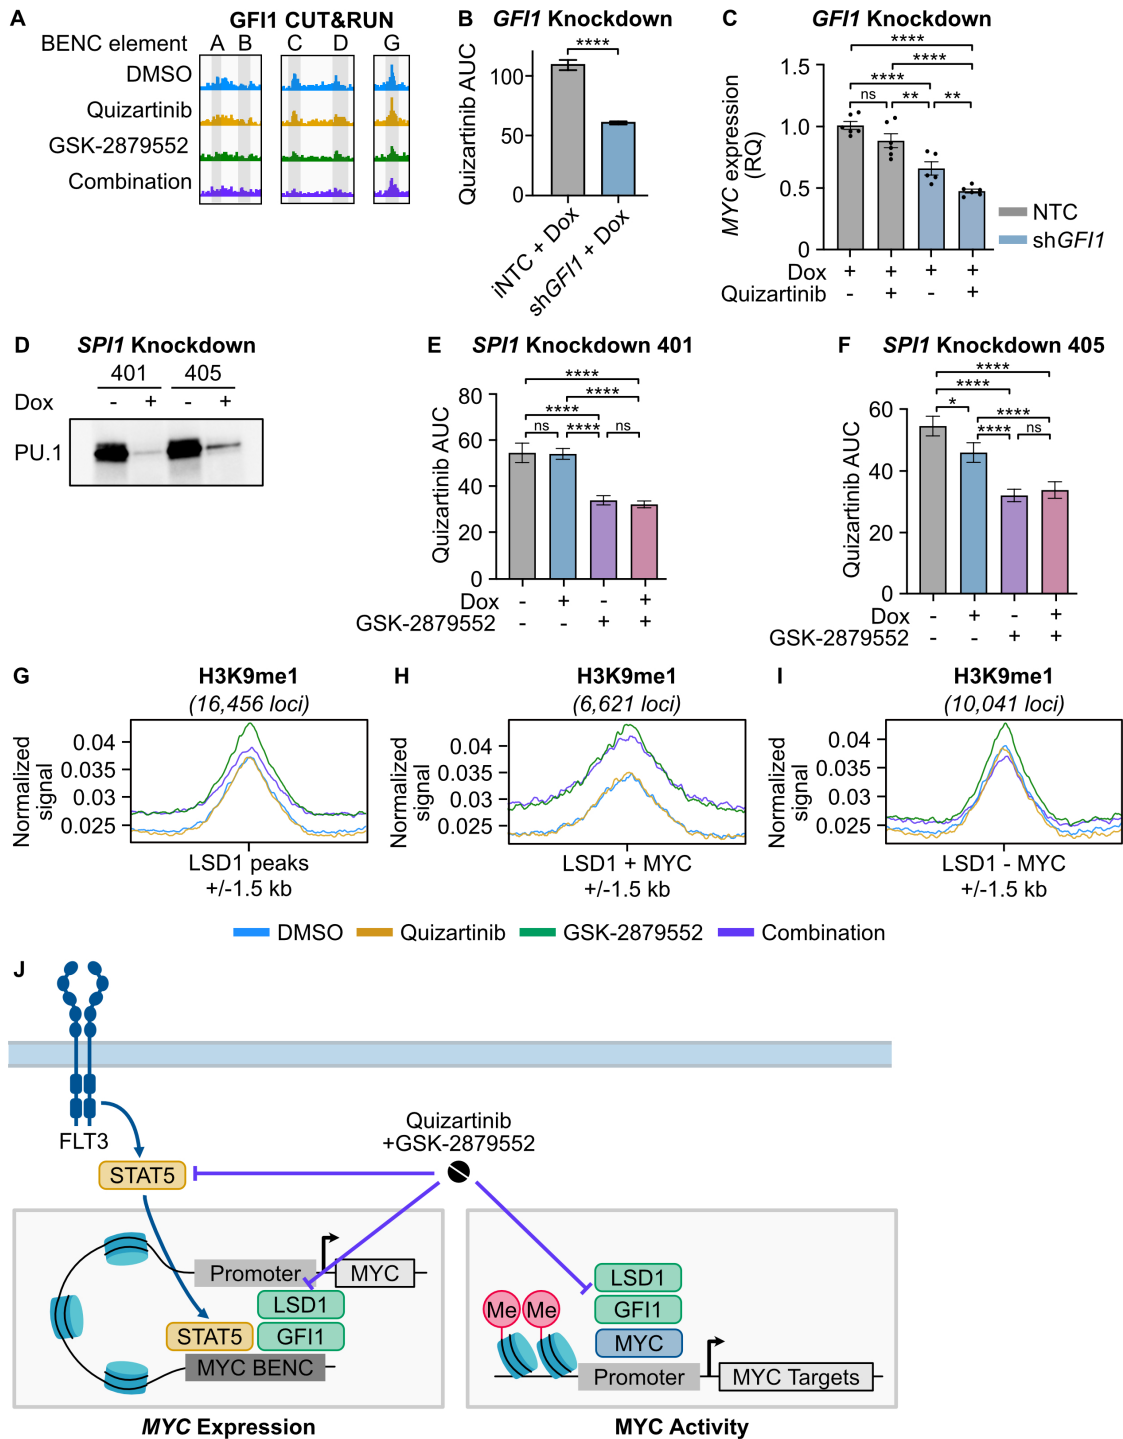 A
GFI1 CUT&RUN
BENC element
A B C D G
DMSO
Quizartinib
GSK-2879552
Combination
B
GFI1 Knockdown
Quizartinib AUC
****
100
50
0
iNTC + Dox
shGFI1 + Dox
C
GFI1 Knockdown
MYC expression
(RQ)
****
****
****
ns ** **
1.5
1.0
0.5
0
NTC
shGFI1
Dox + + + +
Quizartinib - + - +
D
SPI1 Knockdown
401 405
Dox - + - +
PU.1
E
SPI1 Knockdown 401
Quizartinib AUC
****
****
****
ns **** ns
80
60
40
20
0
Dox - + - +
GSK-2879552 - - + +
F
SPI1 Knockdown 405
Quizartinib AUC
****
****
* ****
**** ns
60
40
20
0
Dox - + - +
GSK-2879552 - - + +
G
H3K9me1
(16,456 loci)
Normalized
signal
0.04
0.035
0.03
0.025
LSD1 peaks
+/-1.5 kb
H
H3K9me1
(6,621 loci)
Normalized
signal
0.04
0.035
0.03
0.025
LSD1 + MYC
+/-1.5 kb
I
H3K9me1
(10,041 loci)
Normalized
signal
0.04
0.035
0.03
0.025
LSD1 - MYC
+/-1.5 kb
DMSO Quizartinib GSK-2879552 Combination
J
FLT3
STAT5
Quizartinib
+GSK-2879552
Promoter MYC
LSD1
STAT5 GFI1
MYC BENC
MYC Expression
LSD1
Me Me GFI1
MYC
Promoter MYC Targets
MYC Activity